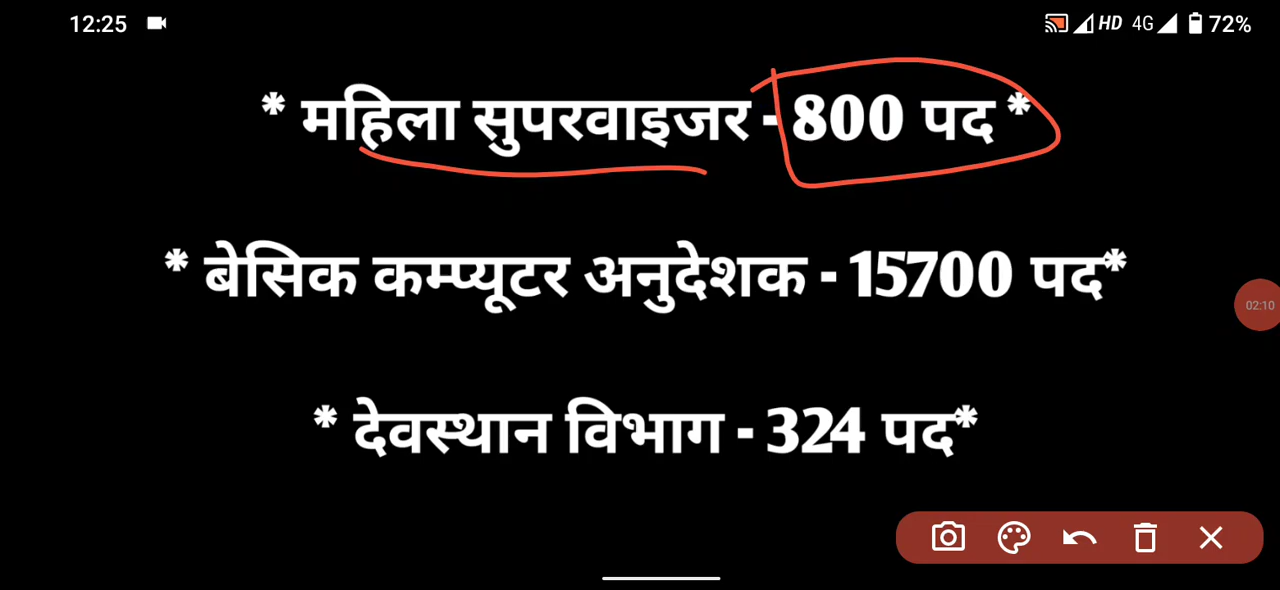 12:25 HD 4G 72%
* महिला सुपरवाइजर - 800 पद *
* बेसिक कम्प्यूटर अनुदेशक - 15700 पद*
02:10
* देवस्थान विभाग - 324 पद*